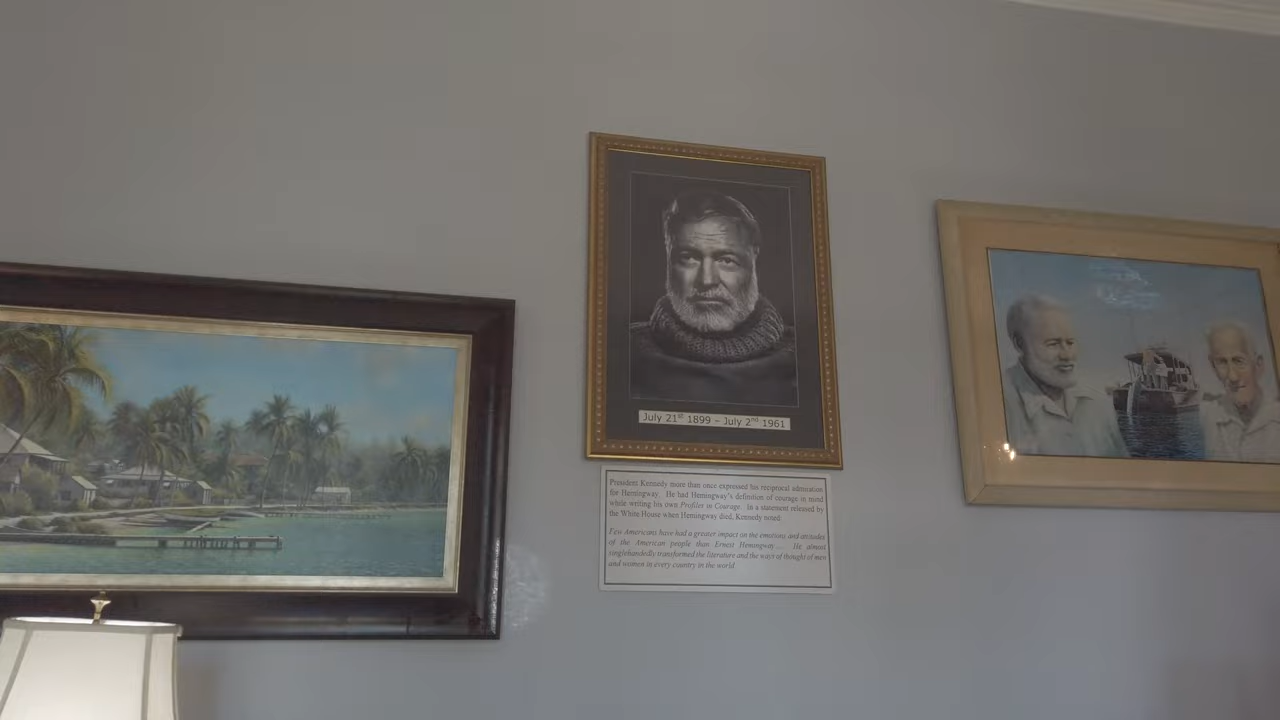 July 21st 1899 – July 2nd 1961
President Kennedy more than once expressed his reciprocal admiration
for Hemingway. He had Hemingway's definition of courage in mind
while writing his own Profiles in Courage. In a statement released by
the White House when Hemingway died, Kennedy noted:
Few Americans have had a greater impact on the emotions and attitudes
of the American people than Ernest Hemingway.... He almost
singlehandedly transformed the literature and the ways of thought of men
and women in every country in the world.